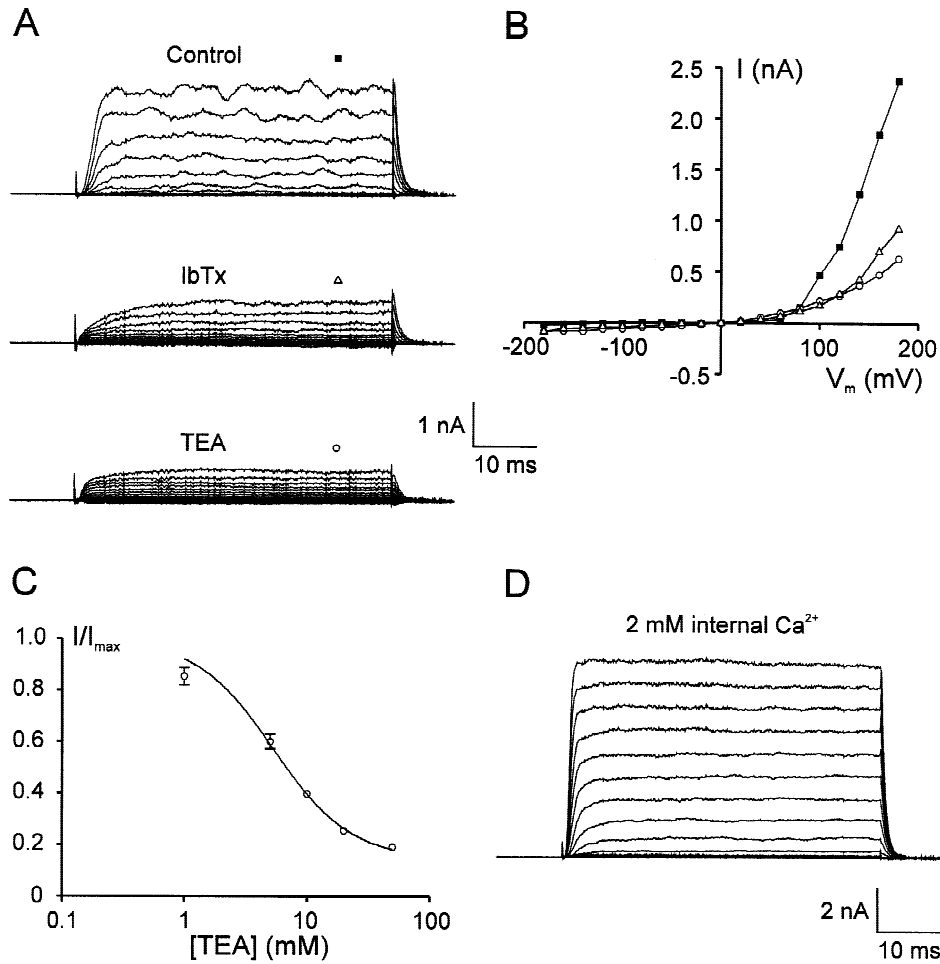 A
Control
IbTx
TEA
1 nA
10 ms
B
I (nA)
2.5
2.0
1.5
1.0
0.5
-200
-100
100
200
-0.5
Vm (mV)
C
I/Imax
1.0
0.8
0.6
0.4
0.2
0
0.1
1
10
100
[TEA] (mM)
D
2 mM internal Ca2+
2 nA
10 ms